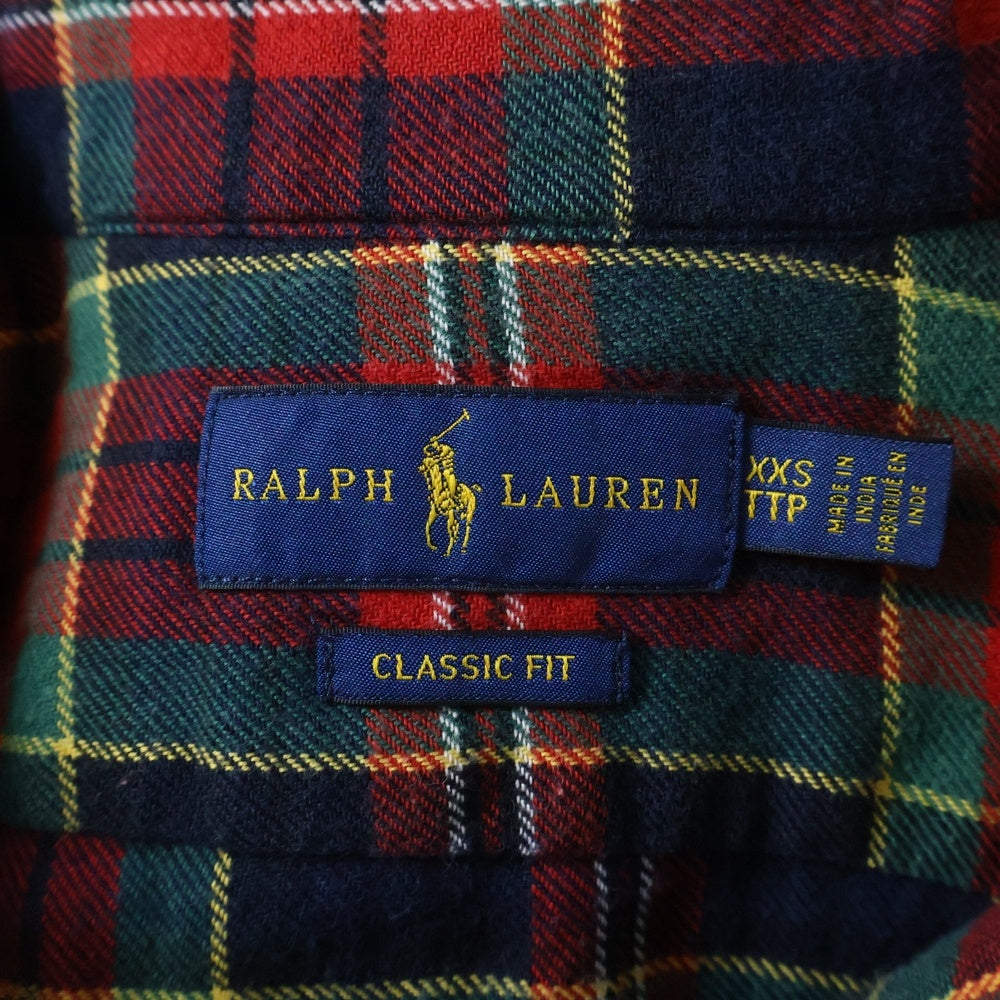 RALPH LAUREN
XXS
TTP
MADE IN
INDIA
FABRIQUÉ EN
INDE
CLASSIC FIT